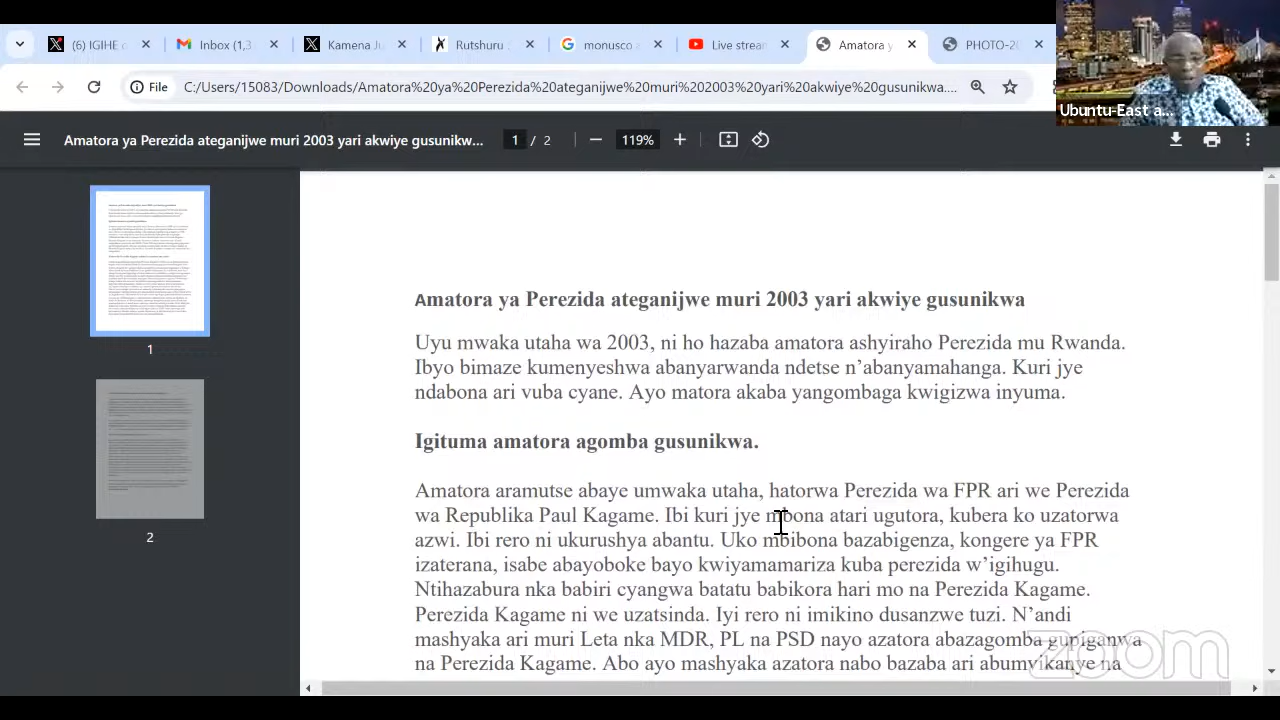 (6) IGIHE
Inbox (1,3
Kamena Ju
Rutshuru
monusco
Live strea
Amatora y
PHOTO-20
File
C:/Users/15083/Downloads/Amatora%20ya%20Perezida%20ateganijwe%20muri%202003%20yari%20akwiye%20gusunikwa....
Ubuntu-East a...
Amatora ya Perezida ateganijwe muri 2003 yari akwiye gusunikw...
1 / 2
119%
1
2
Amatora ya Perezida ateganijwe muri 2003 yari akwiye gusunikwa
Uyu mwaka utaha wa 2003, ni ho hazaba amatora ashyiraho Perezida mu Rwanda.
Ibyo bimaze kumenyeshwa abanyarwanda ndetse n’abanyamahanga. Kuri jye
ndabona ari vuba cyane. Ayo matora akaba yangombaga kwigizwa inyuma.
Igituma amatora agomba gusunikwa.
Amatora aramutse abaye umwaka utaha, hatorwa Perezida wa FPR ari we Perezida
wa Republika Paul Kagame. Ibi kuri jye mbona atari ugutora, kubera ko uzatorwa
azwi. Ibi rero ni ukurushya abantu. Uko mbibona bazabigenza, kongere ya FPR
izaterana, isabe abayoboke bayo kwiyamamariza kuba perezida w’igihugu.
Ntihazabura nka babiri cyangwa batatu babikora hari mo na Perezida Kagame.
Perezida Kagame ni we uzatsinda. Iyi rero ni imikino dusanzwe tuzi. N’andi
mashyaka ari muri Leta nka MDR, PL na PSD nayo azatora abazagomba gupiganwa
na Perezida Kagame. Abo ayo mashyaka azatora nabo bazaba ari abumvikanye na
zoom